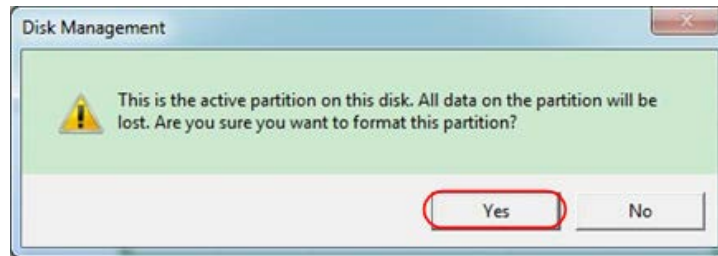 Disk Management
This is the active partition on this disk. All data on the partition will be
lost. Are you sure you want to format this partition?
Yes
No